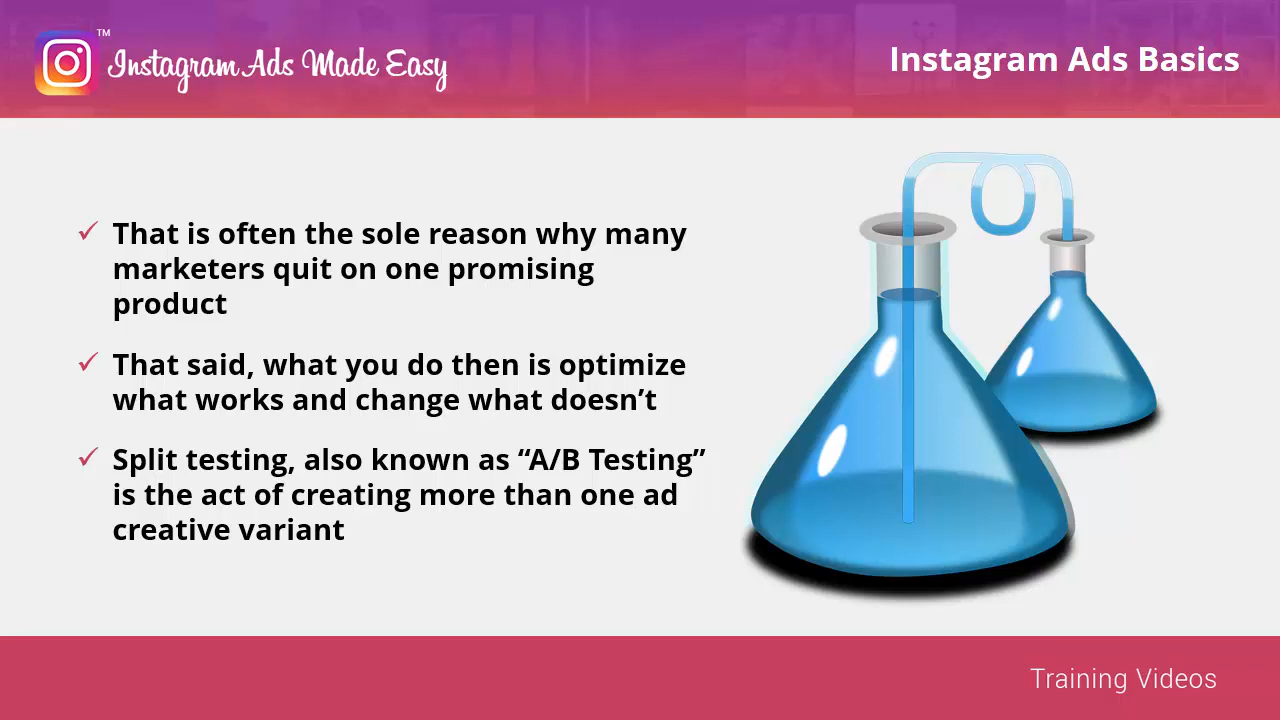 TM
Instagram Ads Made Easy
Instagram Ads Basics
✓ That is often the sole reason why many
marketers quit on one promising
product
✓ That said, what you do then is optimize
what works and change what doesn’t
✓ Split testing, also known as “A/B Testing”
is the act of creating more than one ad
creative variant
Training Videos